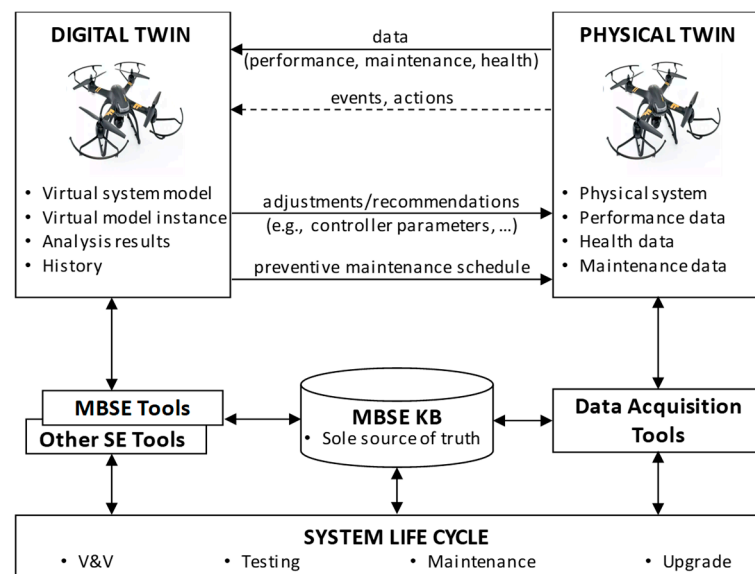 DIGITAL TWIN
• Virtual system model
• Virtual model instance
• Analysis results
• History
data
(performance, maintenance, health)
events, actions
adjustments/recommendations
(e.g., controller parameters, ...)
preventive maintenance schedule
PHYSICAL TWIN
• Physical system
• Performance data
• Health data
• Maintenance data
MBSE Tools
Other SE Tools
MBSE KB
• Sole source of truth
Data Acquisition
Tools
SYSTEM LIFE CYCLE
• V&V • Testing • Maintenance • Upgrade